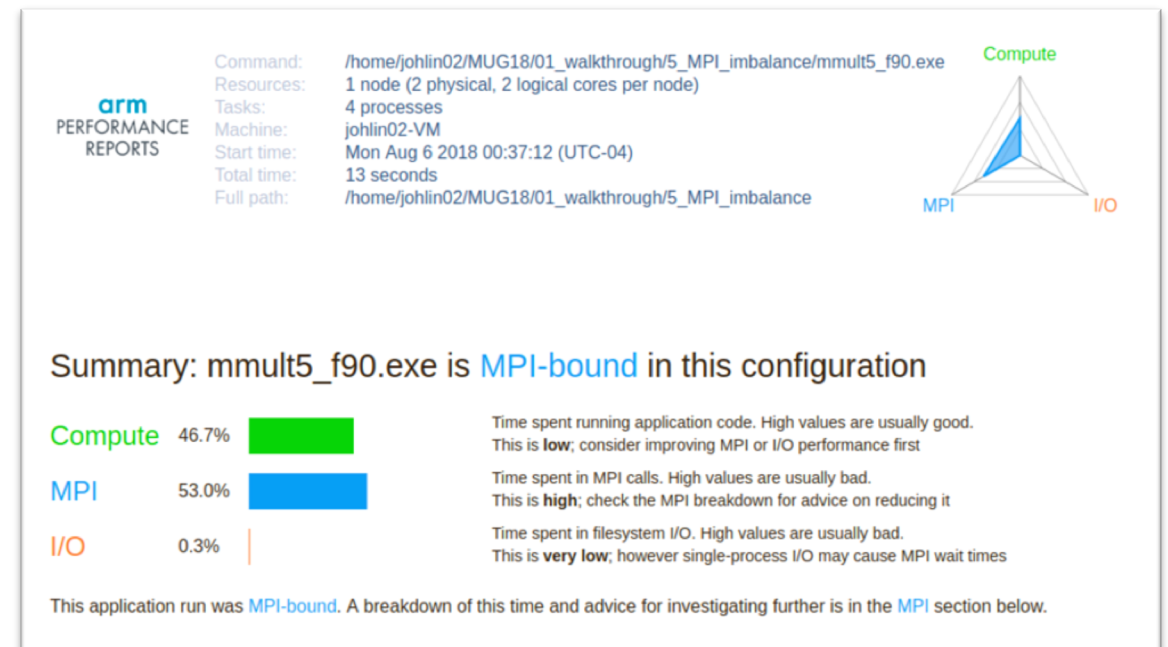 arm
PERFORMANCE
REPORTS
Command: /home/johlin02/MUG18/01_walkthrough/5_MPI_imbalance/mmult5_f90.exe
Resources: 1 node (2 physical, 2 logical cores per node)
Tasks: 4 processes
Machine: johlin02-VM
Start time: Mon Aug 6 2018 00:37:12 (UTC-04)
Total time: 13 seconds
Full path: /home/johlin02/MUG18/01_walkthrough/5_MPI_imbalance
Compute
MPI
I/O
Summary: mmult5_f90.exe is MPI-bound in this configuration
Compute 46.7%
Time spent running application code. High values are usually good.
This is low; consider improving MPI or I/O performance first
MPI 53.0%
Time spent in MPI calls. High values are usually bad.
This is high; check the MPI breakdown for advice on reducing it
I/O 0.3%
Time spent in filesystem I/O. High values are usually bad.
This is very low; however single-process I/O may cause MPI wait times
This application run was MPI-bound. A breakdown of this time and advice for investigating further is in the MPI section below.